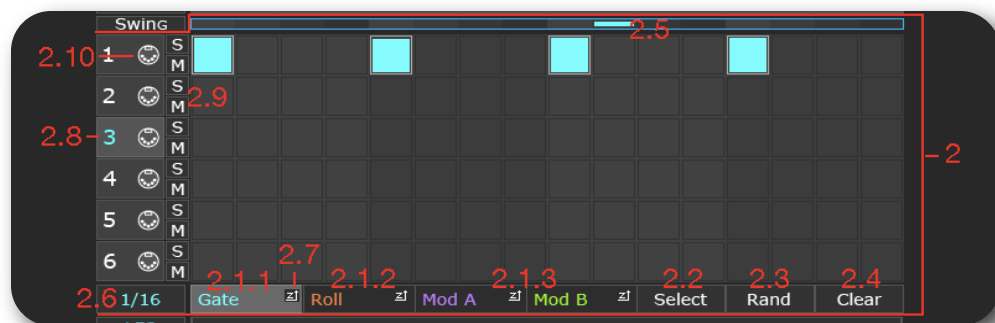 Swing
2.5
2.10 1 S
M
2 S
M 2.9
2.8 3 S
M
2
4 S
M
5 S
M
6 S
M
2.7
2.1.1 2.1.2 2.1.3 2.2 2.3 2.4
2.6 1/16 Gate Roll Mod A Mod B Select Rand Clear